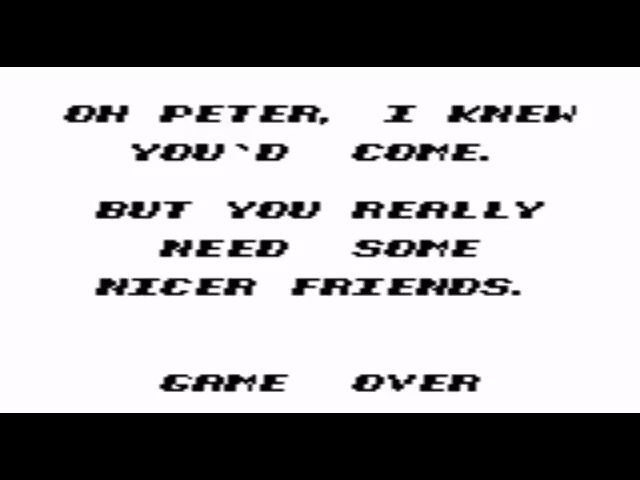 OH PETER, I KNEW
YOU`D COME.
BUT YOU REALLY
NEED SOME
NICER FRIENDS.
GAME OVER